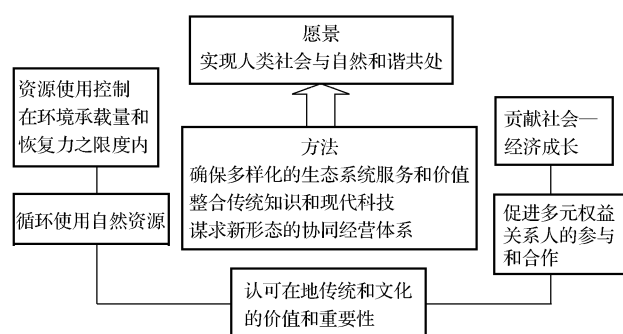 愿景
实现人类社会与自然和谐共处
资源使用控制
在环境承载量和
恢复力之限度内
贡献社会—
经济成长
方法
确保多样化的生态系统服务和价值
整合传统知识和现代科技
谋求新形态的协同经营体系
循环使用自然资源
促进多元权益
关系人的参与
和合作
认可在地传统和文化
的价值和重要性